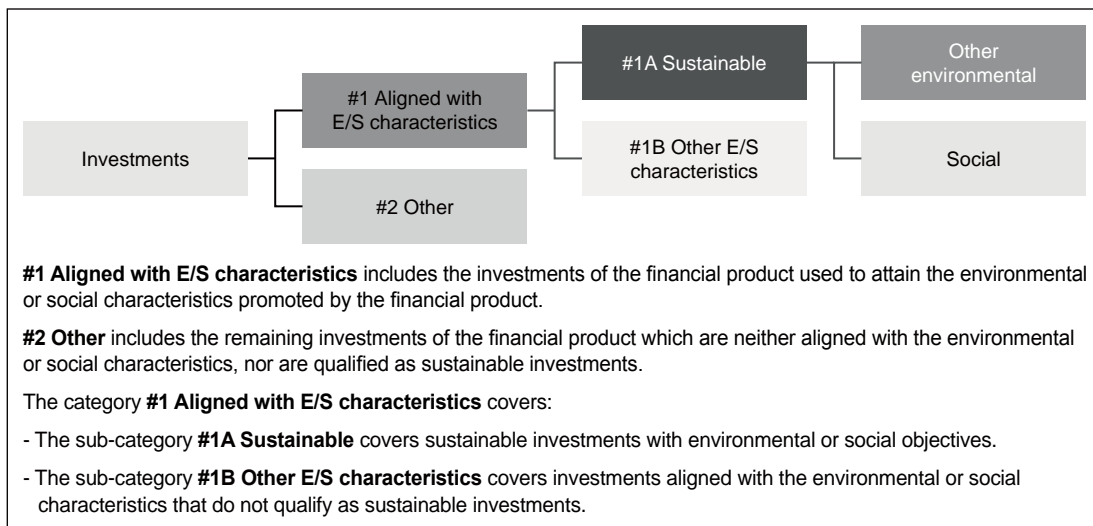 #1A Sustainable
Other
environmental
#1 Aligned with
E/S characteristics
Investments
#1B Other E/S
characteristics
Social
#2 Other
#1 Aligned with E/S characteristics includes the investments of the financial product used to attain the environmental
or social characteristics promoted by the financial product.
#2 Other includes the remaining investments of the financial product which are neither aligned with the environmental
or social characteristics, nor are qualified as sustainable investments.
The category #1 Aligned with E/S characteristics covers:
- The sub-category #1A Sustainable covers sustainable investments with environmental or social objectives.
- The sub-category #1B Other E/S characteristics covers investments aligned with the environmental or social
characteristics that do not qualify as sustainable investments.